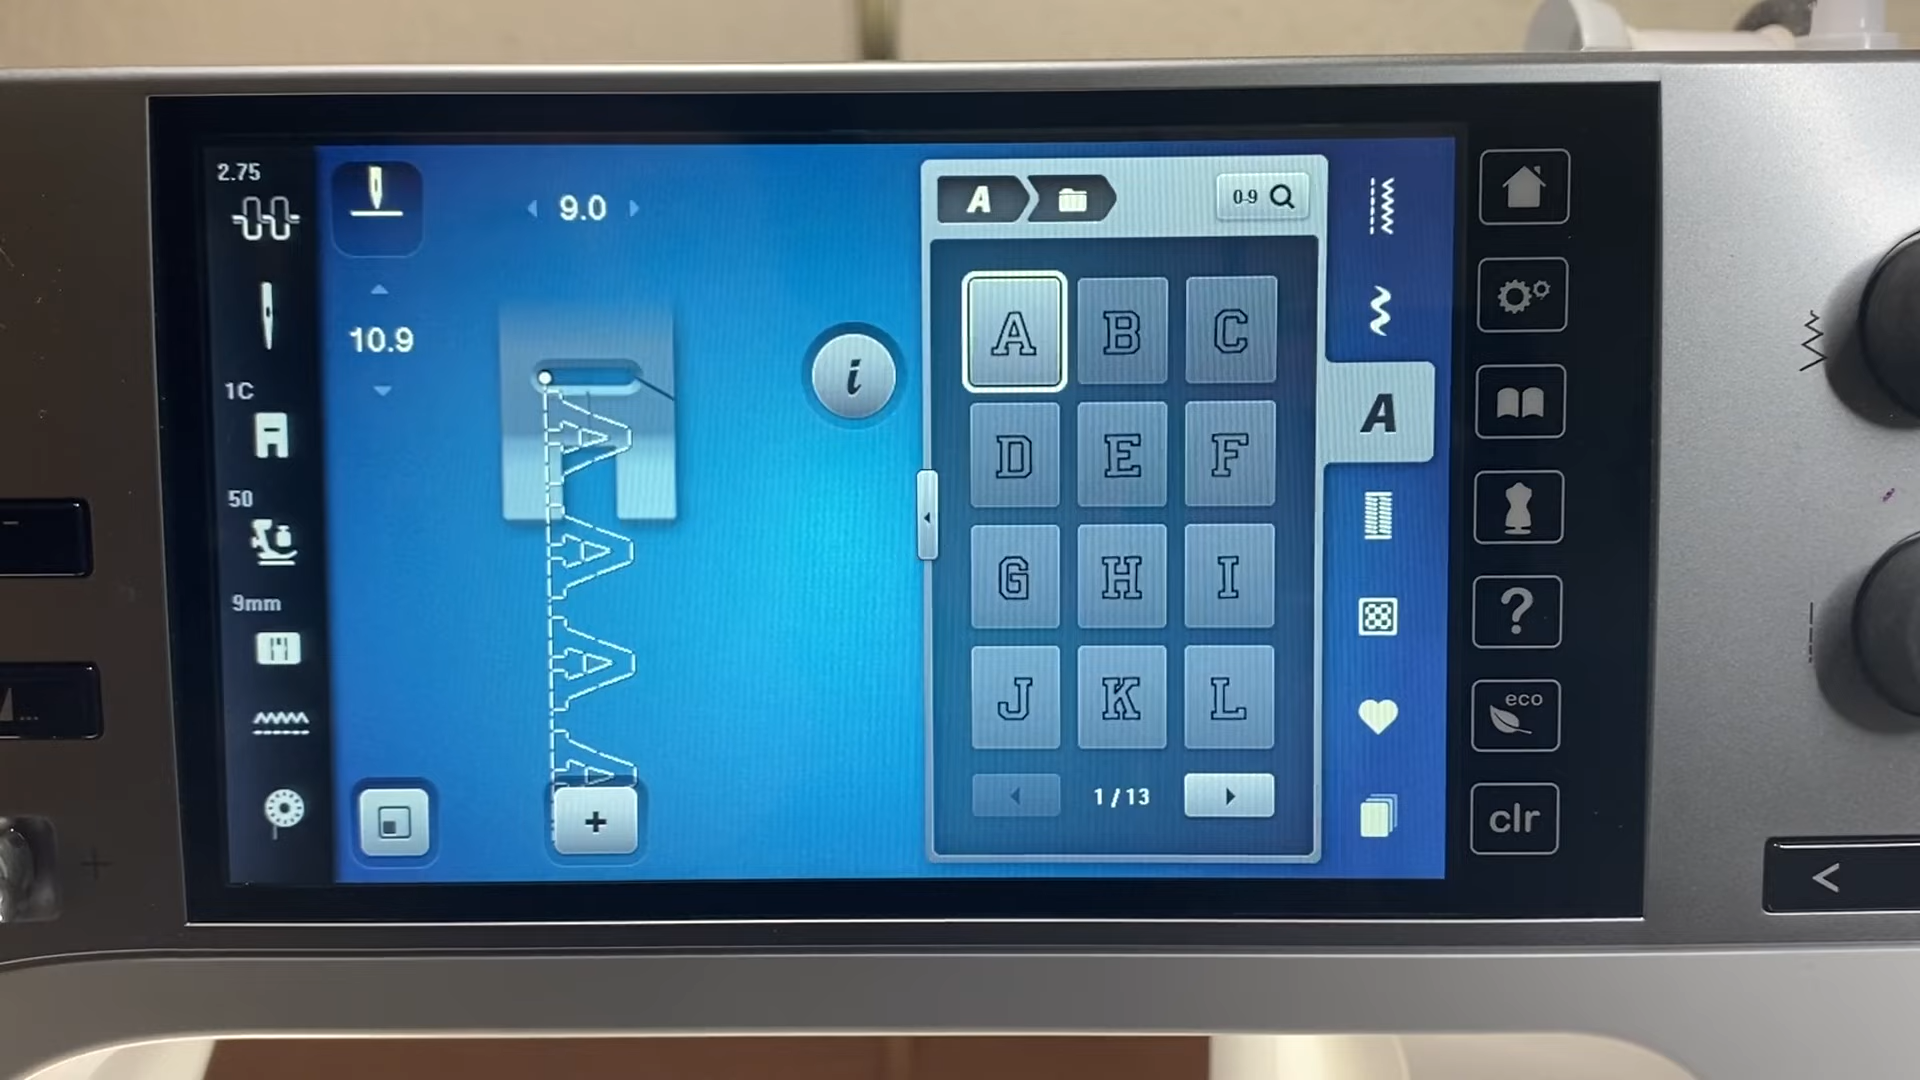 2.75
9.0
10.9
1C
50
9mm
i
A
0-9
A B C
D E F
G H I
J K L
1/13
A
A
A
A
A
+
?
eco
clr